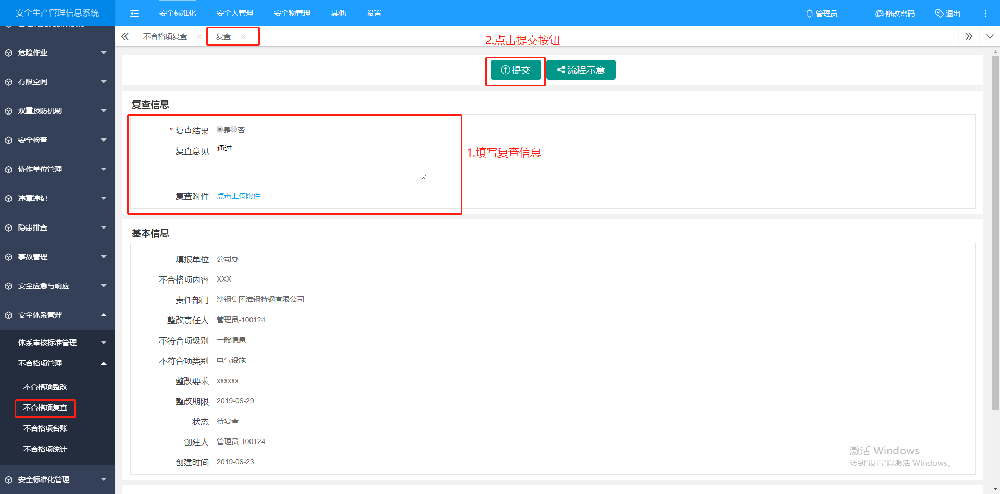 安全生产管理信息系统
安全标准化
安全人管理
安全物管理
其他
设置
管理员
修改密码
退出
不合格项复查
复查
2.点击提交按钮
提交
流程示意
危险作业
有限空间
双重预防机制
安全检查
协作单位管理
违章违纪
隐患排查
事故管理
安全应急与响应
安全体系管理
体系审核标准管理
不合格项管理
不合格项整改
不合格项复查
不合格项台账
不合格项统计
安全标准化管理
复查信息
* 复查结果 是 否
复查意见 通过
复查附件 点击上传附件
1.填写复查信息
基本信息
填报单位 公司办
不合格项内容 XXX
责任部门 沙钢集团淮钢特钢有限公司
整改责任人 管理员-100124
不符合项级别 一般隐患
不符合项类别 电气设施
整改要求 xxxxxx
整改期限 2019-06-29
状态 待复查
创建人 管理员-100124
创建时间 2019-06-23
激活 Windows
转到"设置"以激活 Windows。